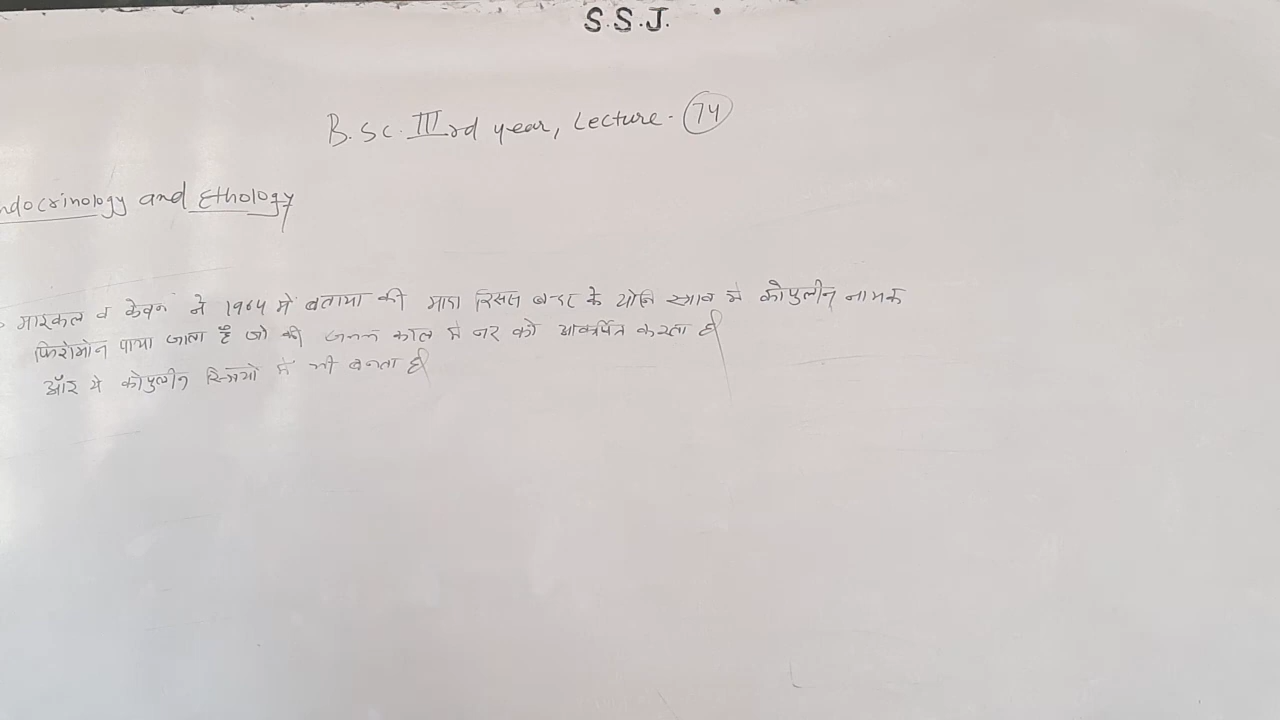 S.S.J.
B.Sc. IIIrd year, Lecture- 74
ndocrinology and Ethology
माइकल व केवन ने 1964 मे बताया की मादा रिसस बन्दर के योनि स्त्राव मे कोपुलीन नामक
फिरोमोन पाया जाता है जो की जनन काल मे नर को आकर्षित करता है।
और ये कोपुलीन स्त्रियों मे भी बनता है।